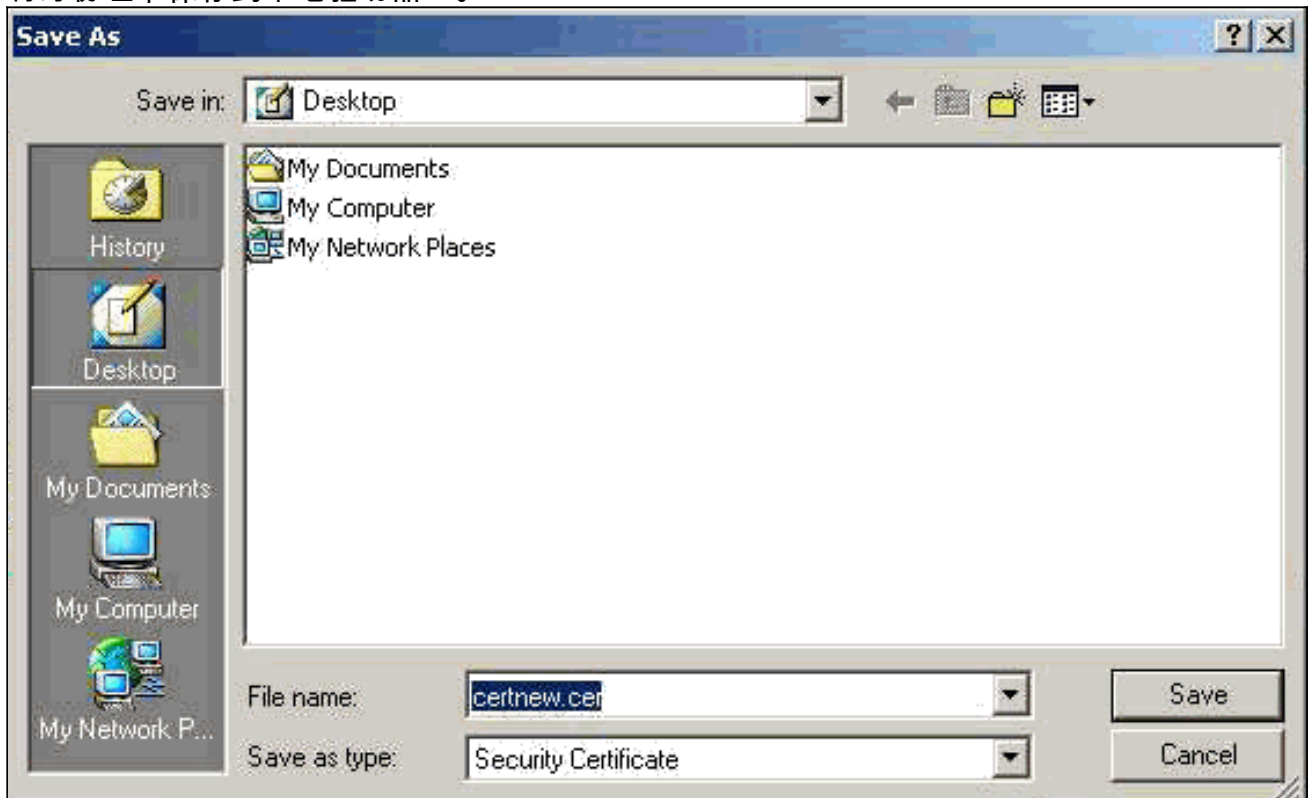 Save As
Save in: Desktop
My Documents
My Computer
My Network Places
History
Desktop
My Documents
My Computer
My Network P...
File name: certnew.cer
Save
Save as type: Security Certificate
Cancel